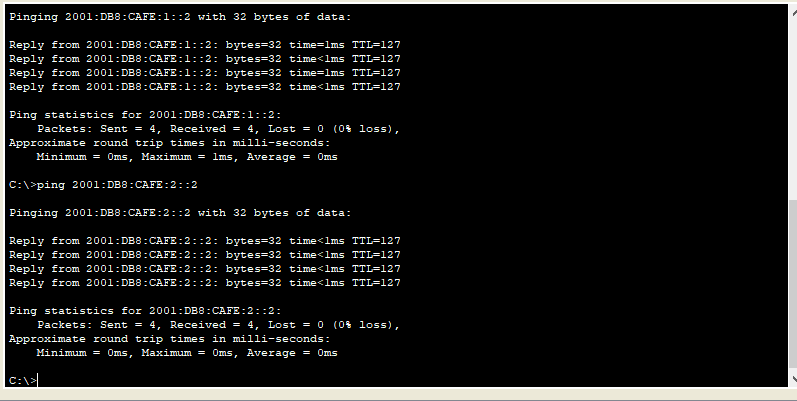 Pinging 2001:DB8:CAFE:1::2 with 32 bytes of data:
Reply from 2001:DB8:CAFE:1::2: bytes=32 time=1ms TTL=127
Reply from 2001:DB8:CAFE:1::2: bytes=32 time<1ms TTL=127
Reply from 2001:DB8:CAFE:1::2: bytes=32 time=1ms TTL=127
Reply from 2001:DB8:CAFE:1::2: bytes=32 time<1ms TTL=127
Ping statistics for 2001:DB8:CAFE:1::2:
Packets: Sent = 4, Received = 4, Lost = 0 (0% loss),
Approximate round trip times in milli-seconds:
Minimum = 0ms, Maximum = 1ms, Average = 0ms
C:\>ping 2001:DB8:CAFE:2::2
Pinging 2001:DB8:CAFE:2::2 with 32 bytes of data:
Reply from 2001:DB8:CAFE:2::2: bytes=32 time<1ms TTL=127
Reply from 2001:DB8:CAFE:2::2: bytes=32 time<1ms TTL=127
Reply from 2001:DB8:CAFE:2::2: bytes=32 time<1ms TTL=127
Reply from 2001:DB8:CAFE:2::2: bytes=32 time<1ms TTL=127
Ping statistics for 2001:DB8:CAFE:2::2:
Packets: Sent = 4, Received = 4, Lost = 0 (0% loss),
Approximate round trip times in milli-seconds:
Minimum = 0ms, Maximum = 0ms, Average = 0ms
C:\>